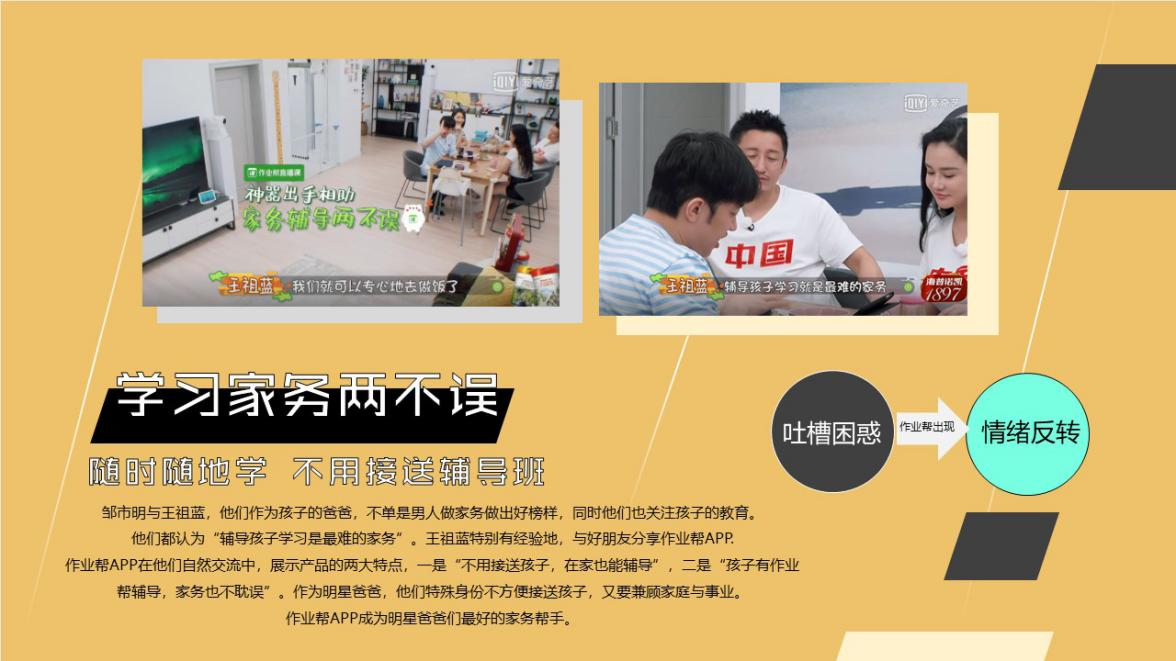 iQIYI 爱奇艺
作业帮直播课
神器出手相助
家务辅导两不误
王祖蓝 我们就可以专心地去做饭了
iQIYI 爱奇艺
中国
王祖蓝 辅导孩子学习就是最难的家务
海普诺凯
1897
学习家务两不误
随时随地学 不用接送辅导班
吐槽困惑
作业帮出现
情绪反转
邹市明与王祖蓝，他们作为孩子的爸爸，不单是男人做家务做出好榜样，同时他们也关注孩子的教育。
他们都认为“辅导孩子学习是最难的家务”。王祖蓝特别有经验地，与好朋友分享作业帮APP.
作业帮APP在他们自然交流中，展示产品的两大特点，一是“不用接送孩子，在家也能辅导”，二是“孩子有作业
帮辅导，家务也不耽误”。作为明星爸爸，他们特殊身份不方便接送孩子，又要兼顾家庭与事业。
作业帮APP成为明星爸爸们最好的家务帮手。